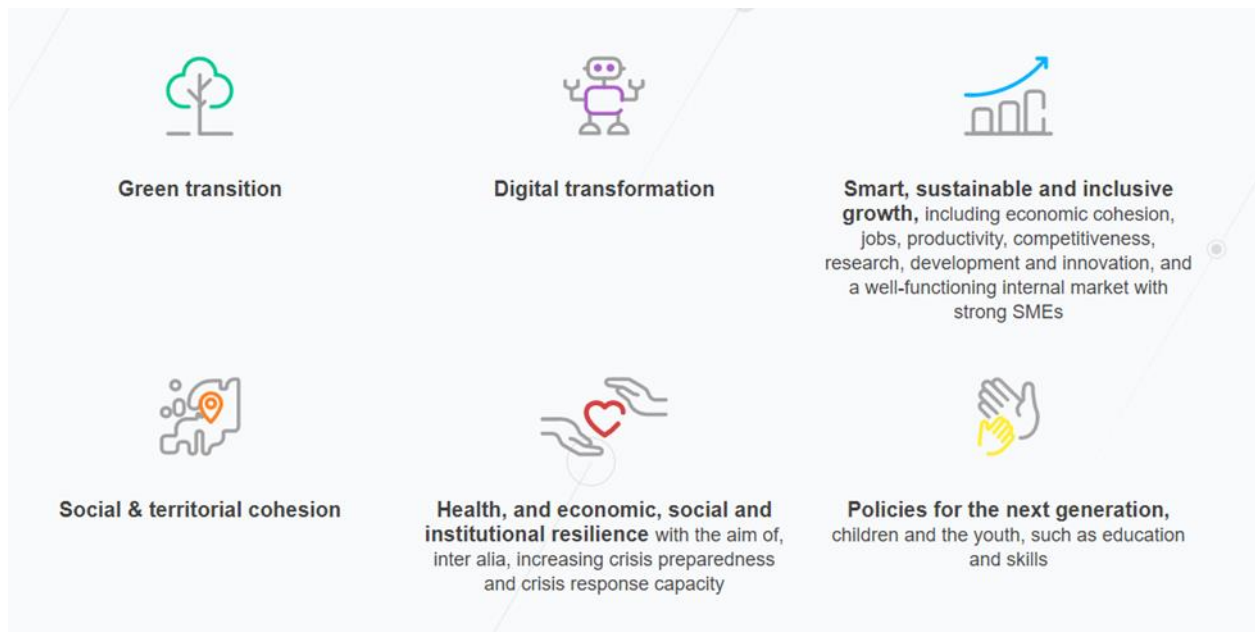 Green transition
Digital transformation
Smart, sustainable and inclusive
growth, including economic cohesion,
jobs, productivity, competitiveness,
research, development and innovation, and
a well-functioning internal market with
strong SMEs
Social & territorial cohesion
Health, and economic, social and
institutional resilience with the aim of,
inter alia, increasing crisis preparedness
and crisis response capacity
Policies for the next generation,
children and the youth, such as education
and skills